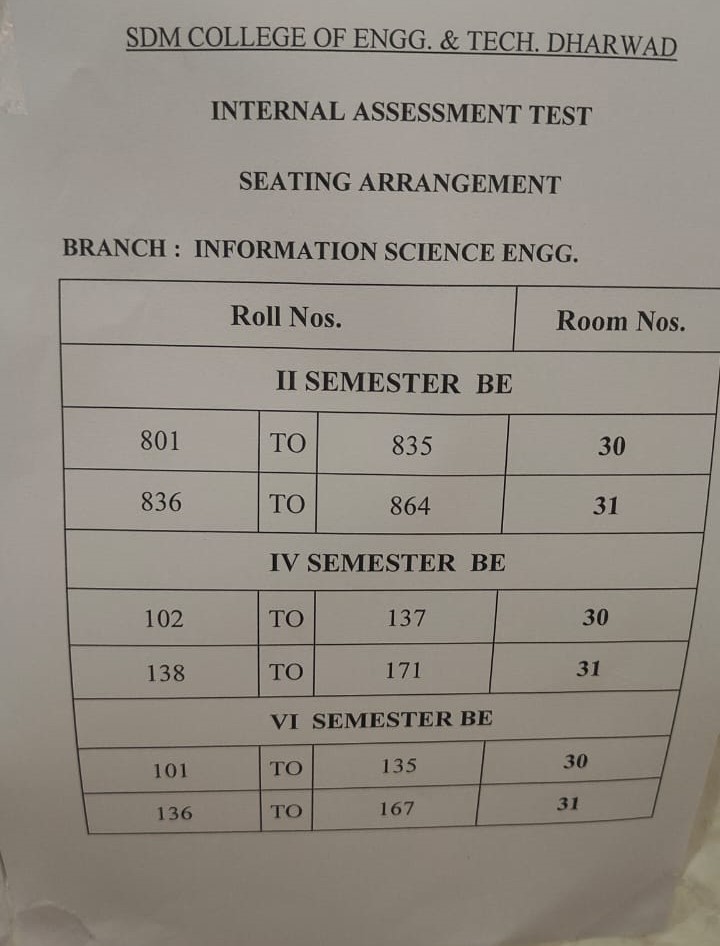 SDM COLLEGE OF ENGG. & TECH. DHARWAD
INTERNAL ASSESSMENT TEST
SEATING ARRANGEMENT
BRANCH : INFORMATION SCIENCE ENGG.
Roll Nos. Room Nos.
II SEMESTER BE
801 TO 835 30
836 TO 864 31
IV SEMESTER BE
102 TO 137 30
138 TO 171 31
VI SEMESTER BE
101 TO 135 30
136 TO 167 31